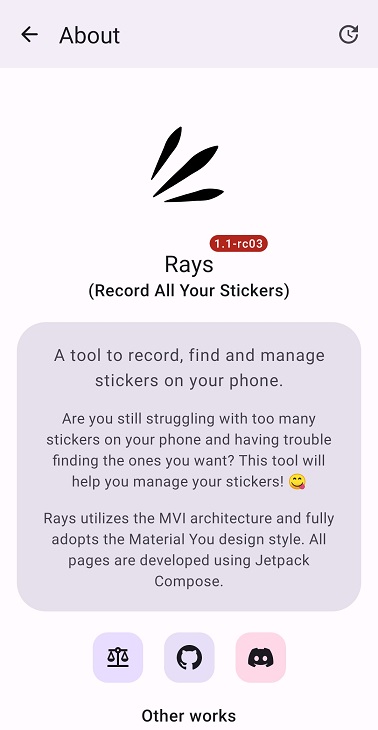 About
1.1-rc03
Rays
(Record All Your Stickers)
A tool to record, find and manage
stickers on your phone.
Are you still struggling with too many
stickers on your phone and having trouble
finding the ones you want? This tool will
help you manage your stickers! 😋
Rays utilizes the MVI architecture and fully
adopts the Material You design style. All
pages are developed using Jetpack
Compose.
Other works